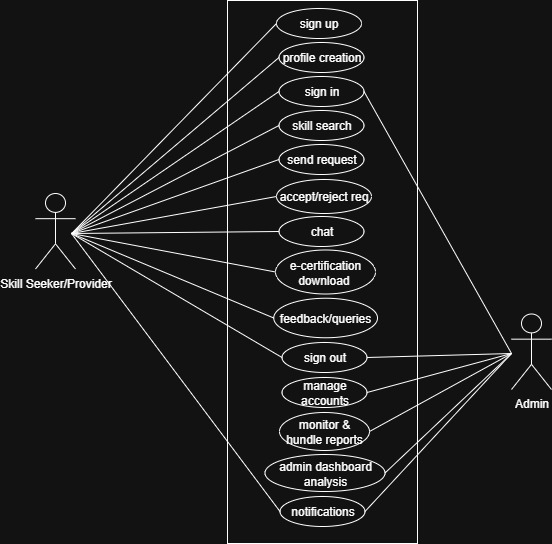 sign up
profile creation
sign in
skill search
send request
accept/reject req
chat
Skill Seeker/Provider
e-certification
download
feedback/queries
sign out
manage
accounts
Admin
monitor &
hundle reports
admin dashboard
analysis
notifications